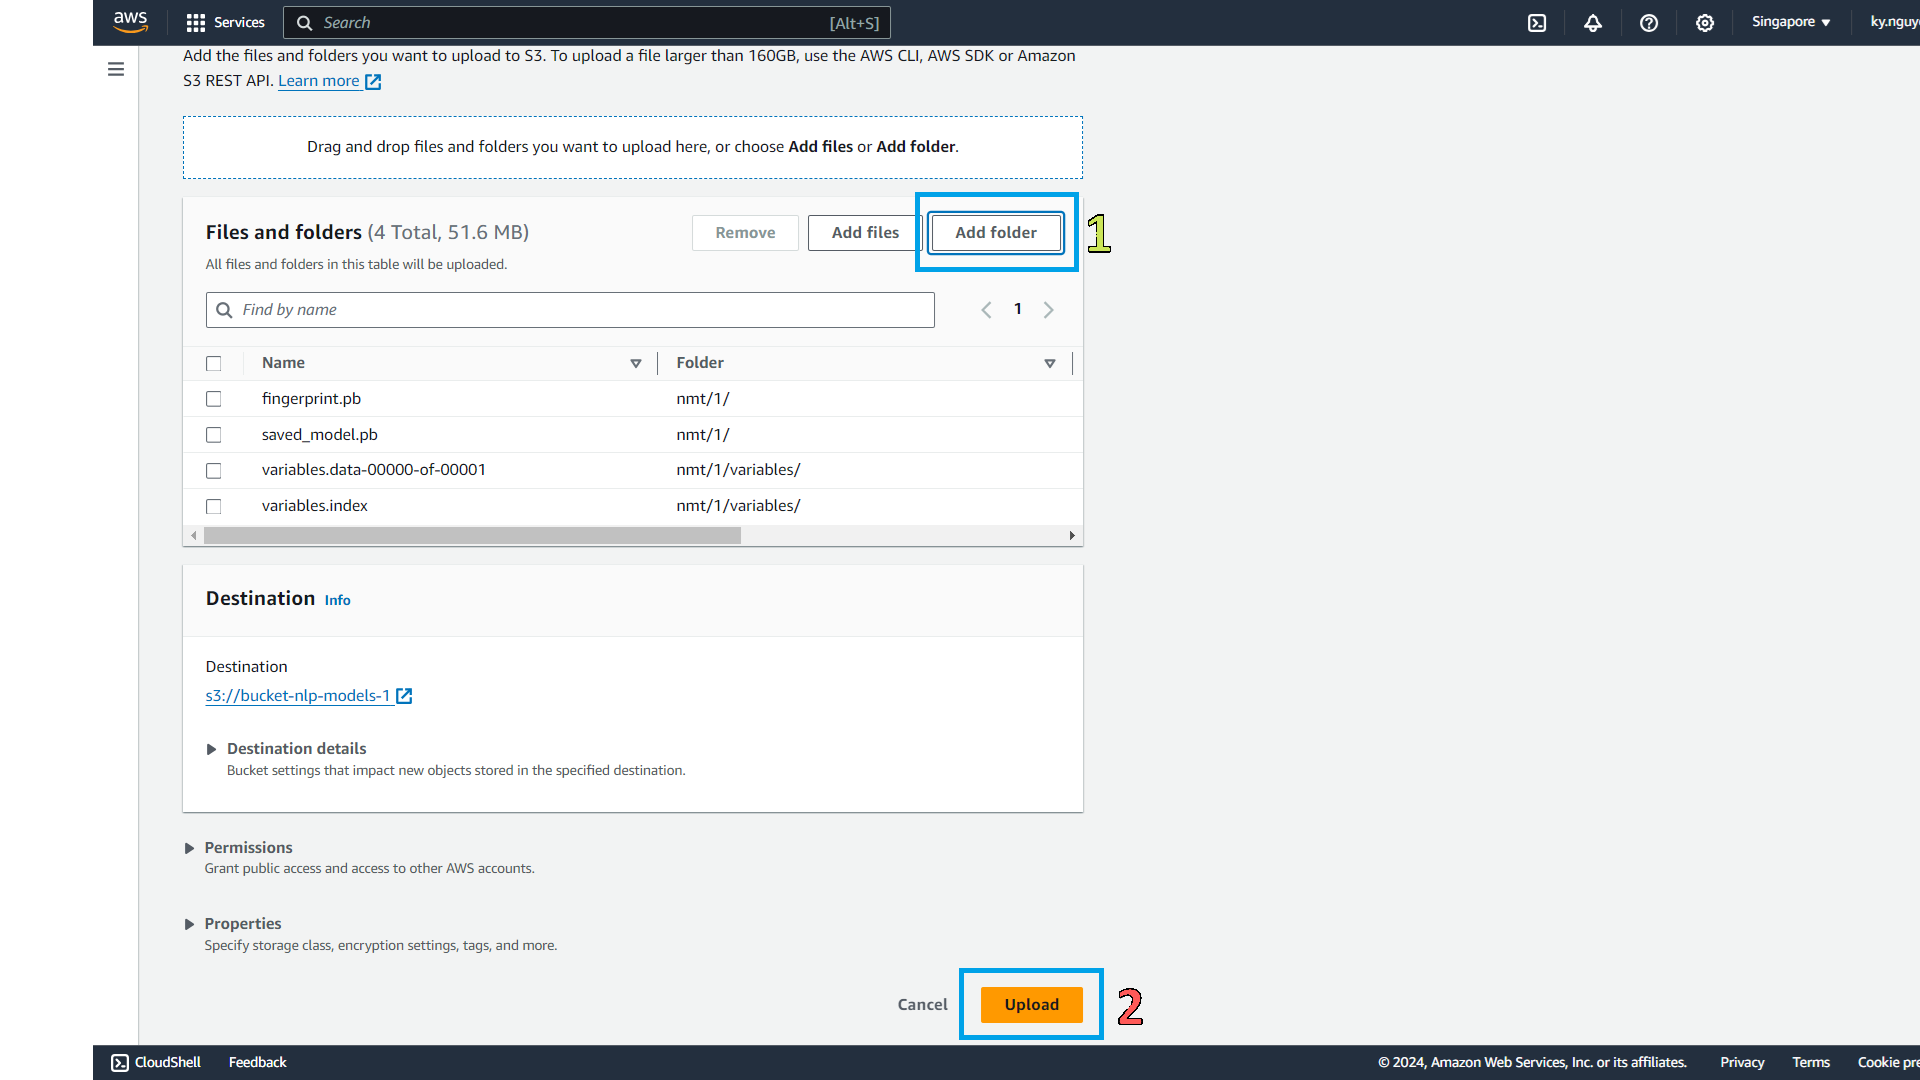 aws
Services
Search [Alt+S]
Singapore
ky.nguy
Add the files and folders you want to upload to S3. To upload a file larger than 160GB, use the AWS CLI, AWS SDK or Amazon
S3 REST API. Learn more
Drag and drop files and folders you want to upload here, or choose Add files or Add folder.
Files and folders (4 Total, 51.6 MB)
Remove
Add files
Add folder
1
All files and folders in this table will be uploaded.
Find by name
1
Name Folder
fingerprint.pb nmt/1/
saved_model.pb nmt/1/
variables.data-00000-of-00001 nmt/1/variables/
variables.index nmt/1/variables/
Destination Info
Destination
s3://bucket-nlp-models-1
Destination details
Bucket settings that impact new objects stored in the specified destination.
Permissions
Grant public access and access to other AWS accounts.
Properties
Specify storage class, encryption settings, tags, and more.
Cancel
Upload
2
CloudShell Feedback
© 2024, Amazon Web Services, Inc. or its affiliates. Privacy Terms Cookie pre